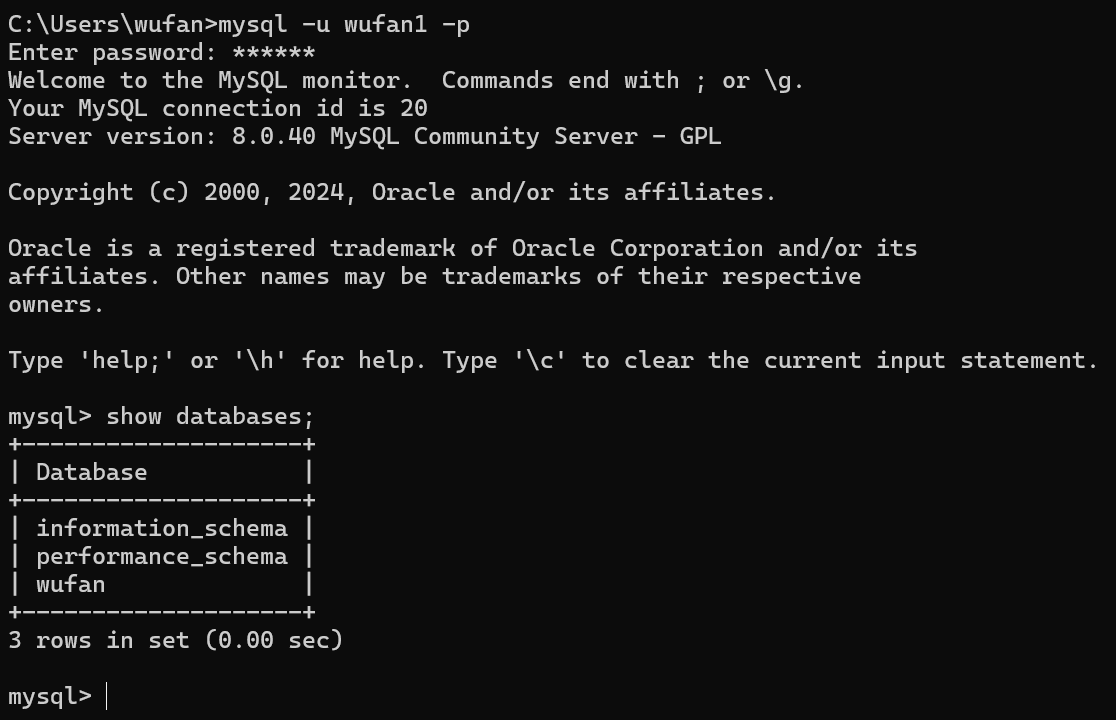 C:\Users\wufan>mysql -u wufan1 -p
Enter password: ******
Welcome to the MySQL monitor.  Commands end with ; or \g.
Your MySQL connection id is 20
Server version: 8.0.40 MySQL Community Server - GPL

Copyright (c) 2000, 2024, Oracle and/or its affiliates.

Oracle is a registered trademark of Oracle Corporation and/or its
affiliates. Other names may be trademarks of their respective
owners.

Type 'help;' or '\h' for help. Type '\c' to clear the current input statement.

mysql> show databases;
+--------------------+
| Database           |
+--------------------+
| information_schema |
| performance_schema |
| wufan              |
+--------------------+
3 rows in set (0.00 sec)

mysql>